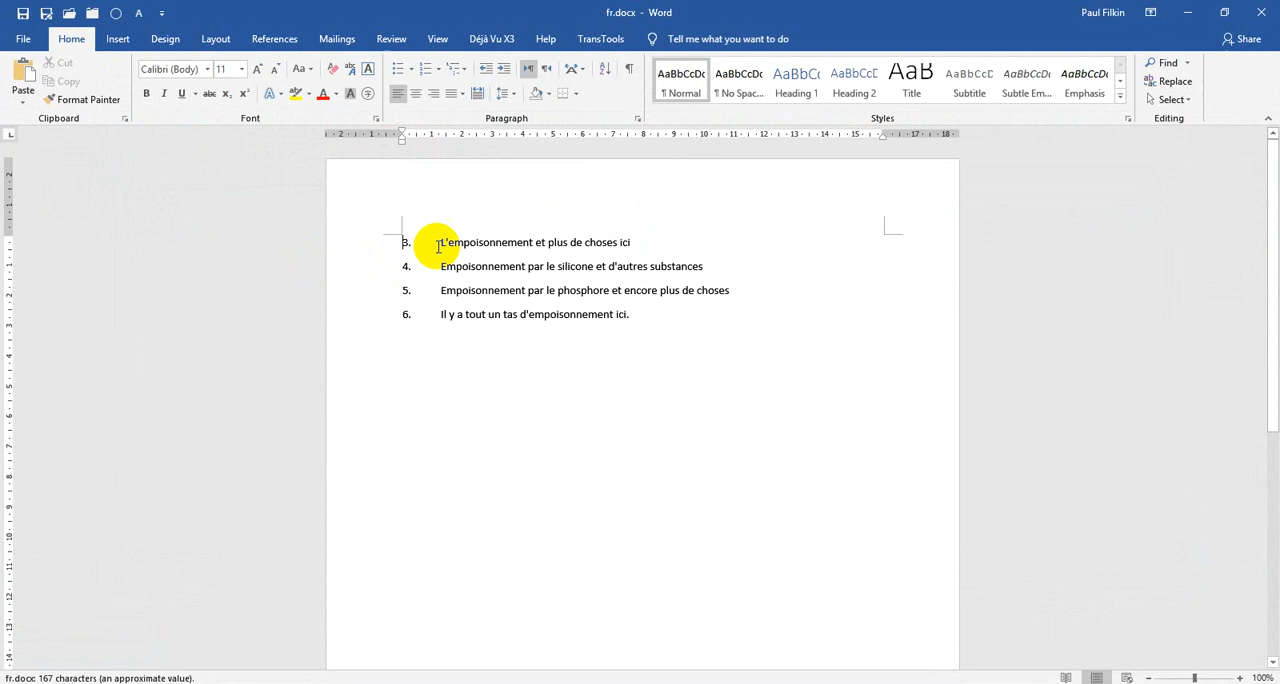 fr.docx - Word
Paul Filkin
File Home Insert Design Layout References Mailings Review View Déjà Vu X3 Help TransTools Tell me what you want to do Share
Paste
Cut
Copy
Format Painter
Clipboard
Calibri (Body) 11
Font
Paragraph
AaBbCcDc AaBbCcDc AaBbCc AaBbCcD AaB AaBbCcD AaBbCcDc AaBbCcDc
¶ Normal ¶ No Spac... Heading 1 Heading 2 Title Subtitle Subtle Em... Emphasis
Styles
Find
Replace
Select
Editing
3. L'empoisonnement et plus de choses ici
4. Empoisonnement par le silicone et d'autres substances
5. Empoisonnement par le phosphore et encore plus de choses
6. Il y a tout un tas d'empoisonnement ici.
fr.docx: 167 characters (an approximate value).
100%